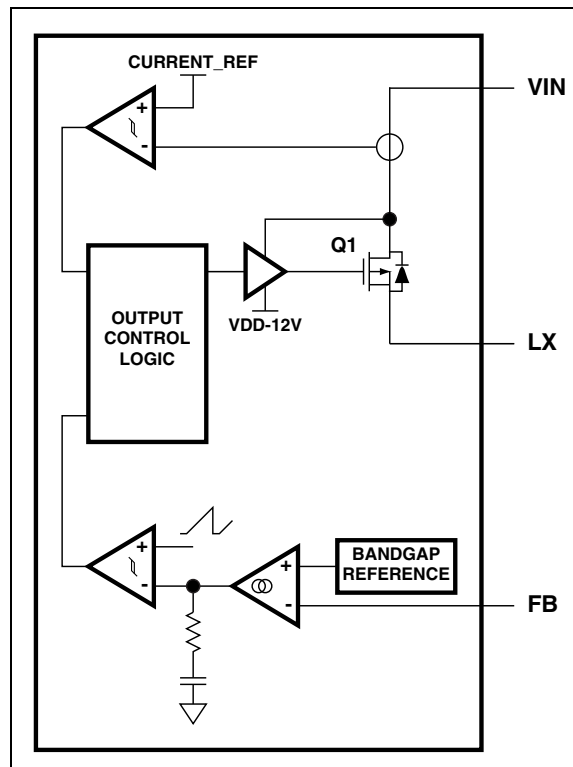 CURRENT_REF
+
-
VIN
Q1
OUTPUT
CONTROL
LOGIC
VDD-12V
LX
+
-
+
-
BANDGAP
REFERENCE
FB